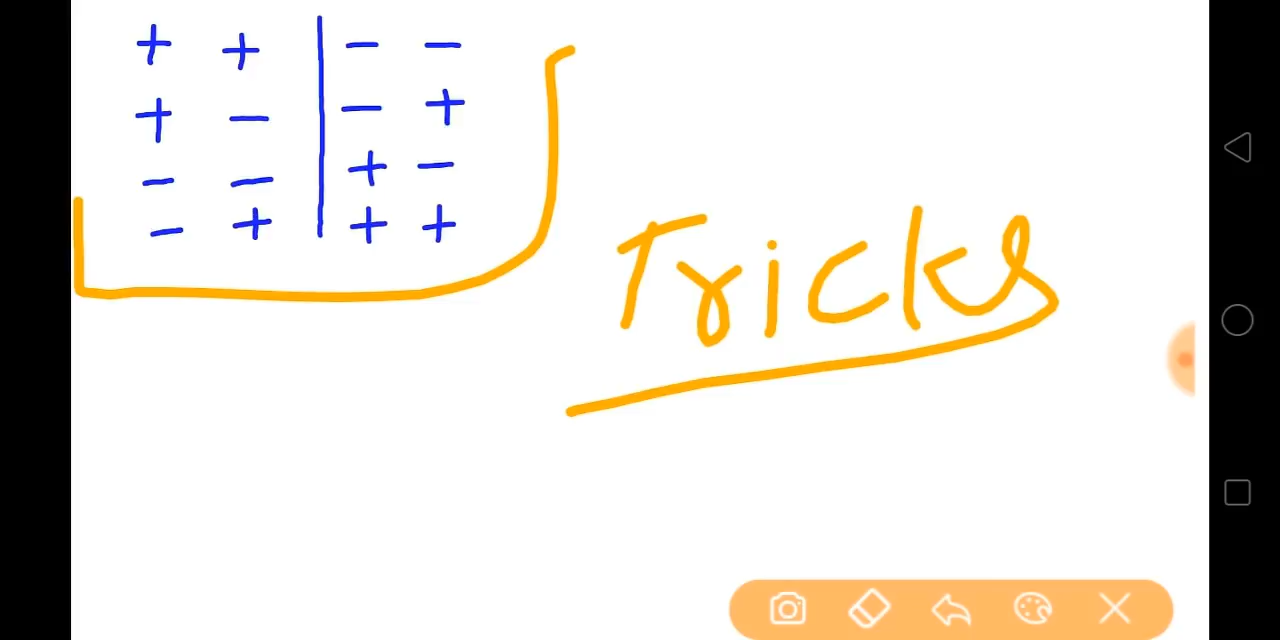 + + | − −
+ − | − +
− − | + −
− + | + +
Tricks